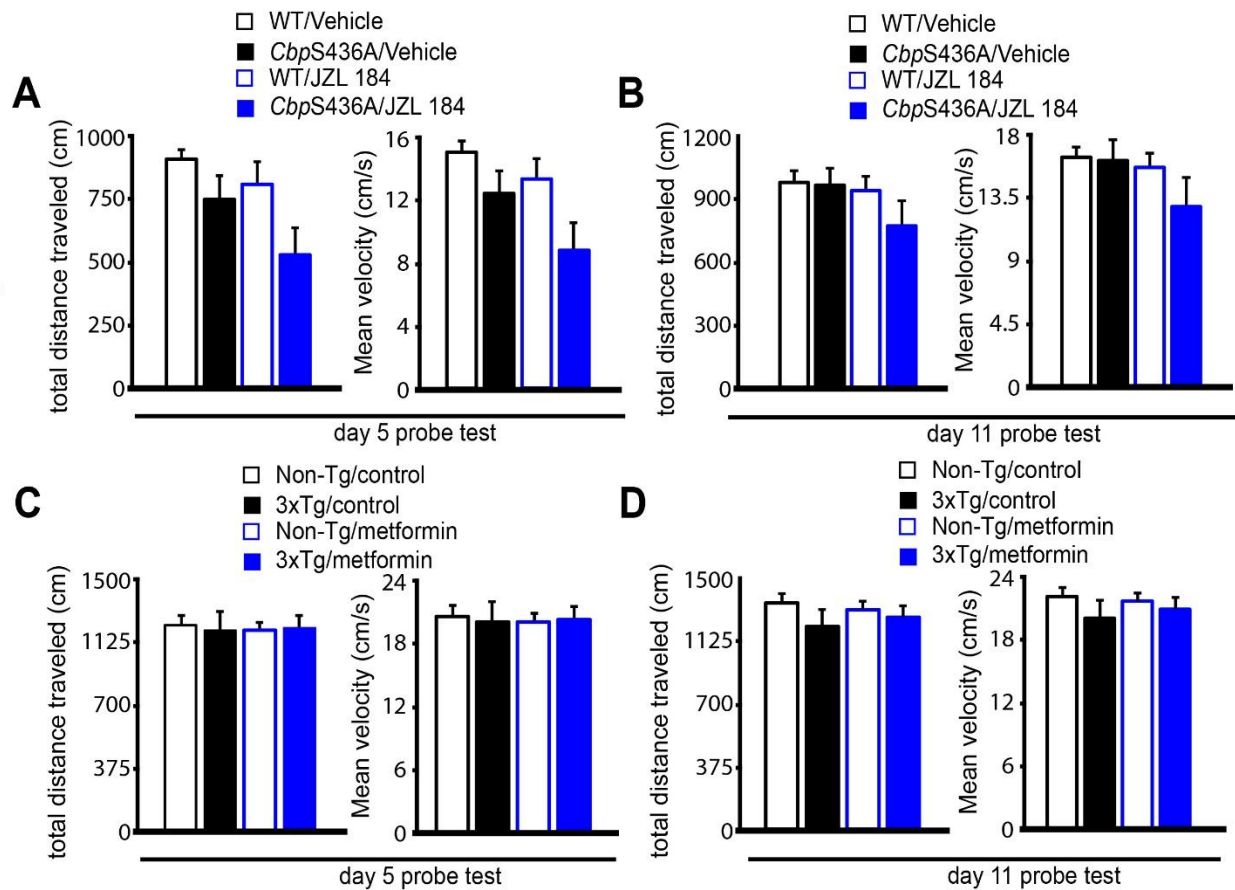 WT/Vehicle
CbpS436A/Vehicle
WT/JZL 184
CbpS436A/JZL 184
A
total distance traveled (cm)
1000
750
500
250
0
Mean velocity (cm/s)
16
12
8
4
0
day 5 probe test
WT/Vehicle
CbpS436A/Vehicle
WT/JZL 184
CbpS436A/JZL 184
B
total distance traveled (cm)
1200
900
600
300
0
Mean velocity (cm/s)
18
13.5
9
4.5
0
day 11 probe test
Non-Tg/control
3xTg/control
Non-Tg/metformin
3xTg/metformin
C
total distance traveled (cm)
1500
1125
700
375
0
Mean velocity (cm/s)
24
18
12
6
0
day 5 probe test
Non-Tg/control
3xTg/control
Non-Tg/metformin
3xTg/metformin
D
total distance traveled (cm)
1500
1125
700
375
0
Mean velocity (cm/s)
24
18
12
6
0
day 11 probe test